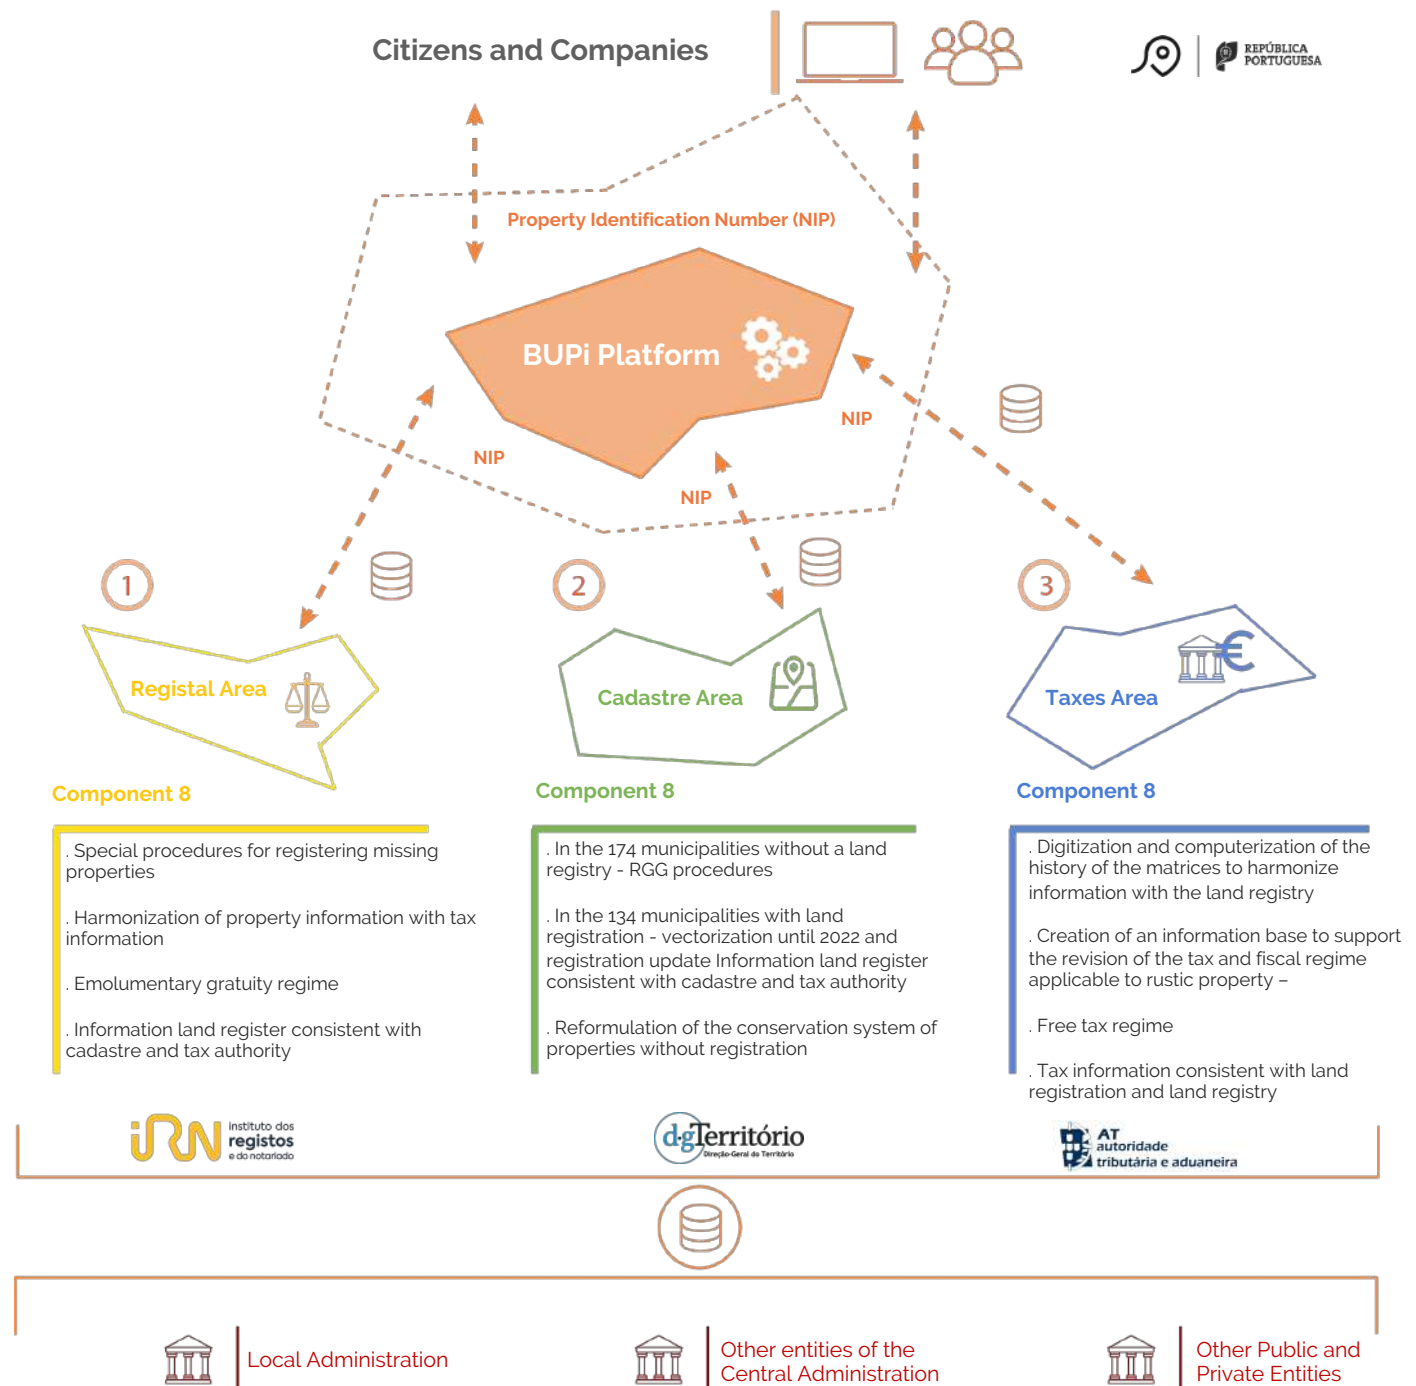 Citizens and Companies
REPÚBLICA
PORTUGUESA
Property Identification Number (NIP)
BUPi Platform
NIP
NIP
NIP
1
2
3
Registal Area
Cadastre Area
Taxes Area
Component 8
. Special procedures for registering missing
properties
. Harmonization of property information with tax
information
. Emolumentary gratuity regime
. Information land register consistent with
cadastre and tax authority
Component 8
. In the 174 municipalities without a land
registry - RGG procedures
. In the 134 municipalities with land
registration - vectorization until 2022 and
registration update Information land register
consistent with cadastre and tax authority
. Reformulation of the conservation system of
properties without registration
Component 8
. Digitization and computerization of the
history of the matrices to harmonize
information with the land registry
. Creation of an information base to support
the revision of the tax and fiscal regime
applicable to rustic property –
. Free tax regime
. Tax information consistent with land
registration and land registry
iRN
instituto dos
registos
e do notariado
dgTerritório
Direção-Geral do Território
AT
autoridade
tributária e aduaneira
Local Administration
Other entities of the
Central Administration
Other Public and
Private Entities